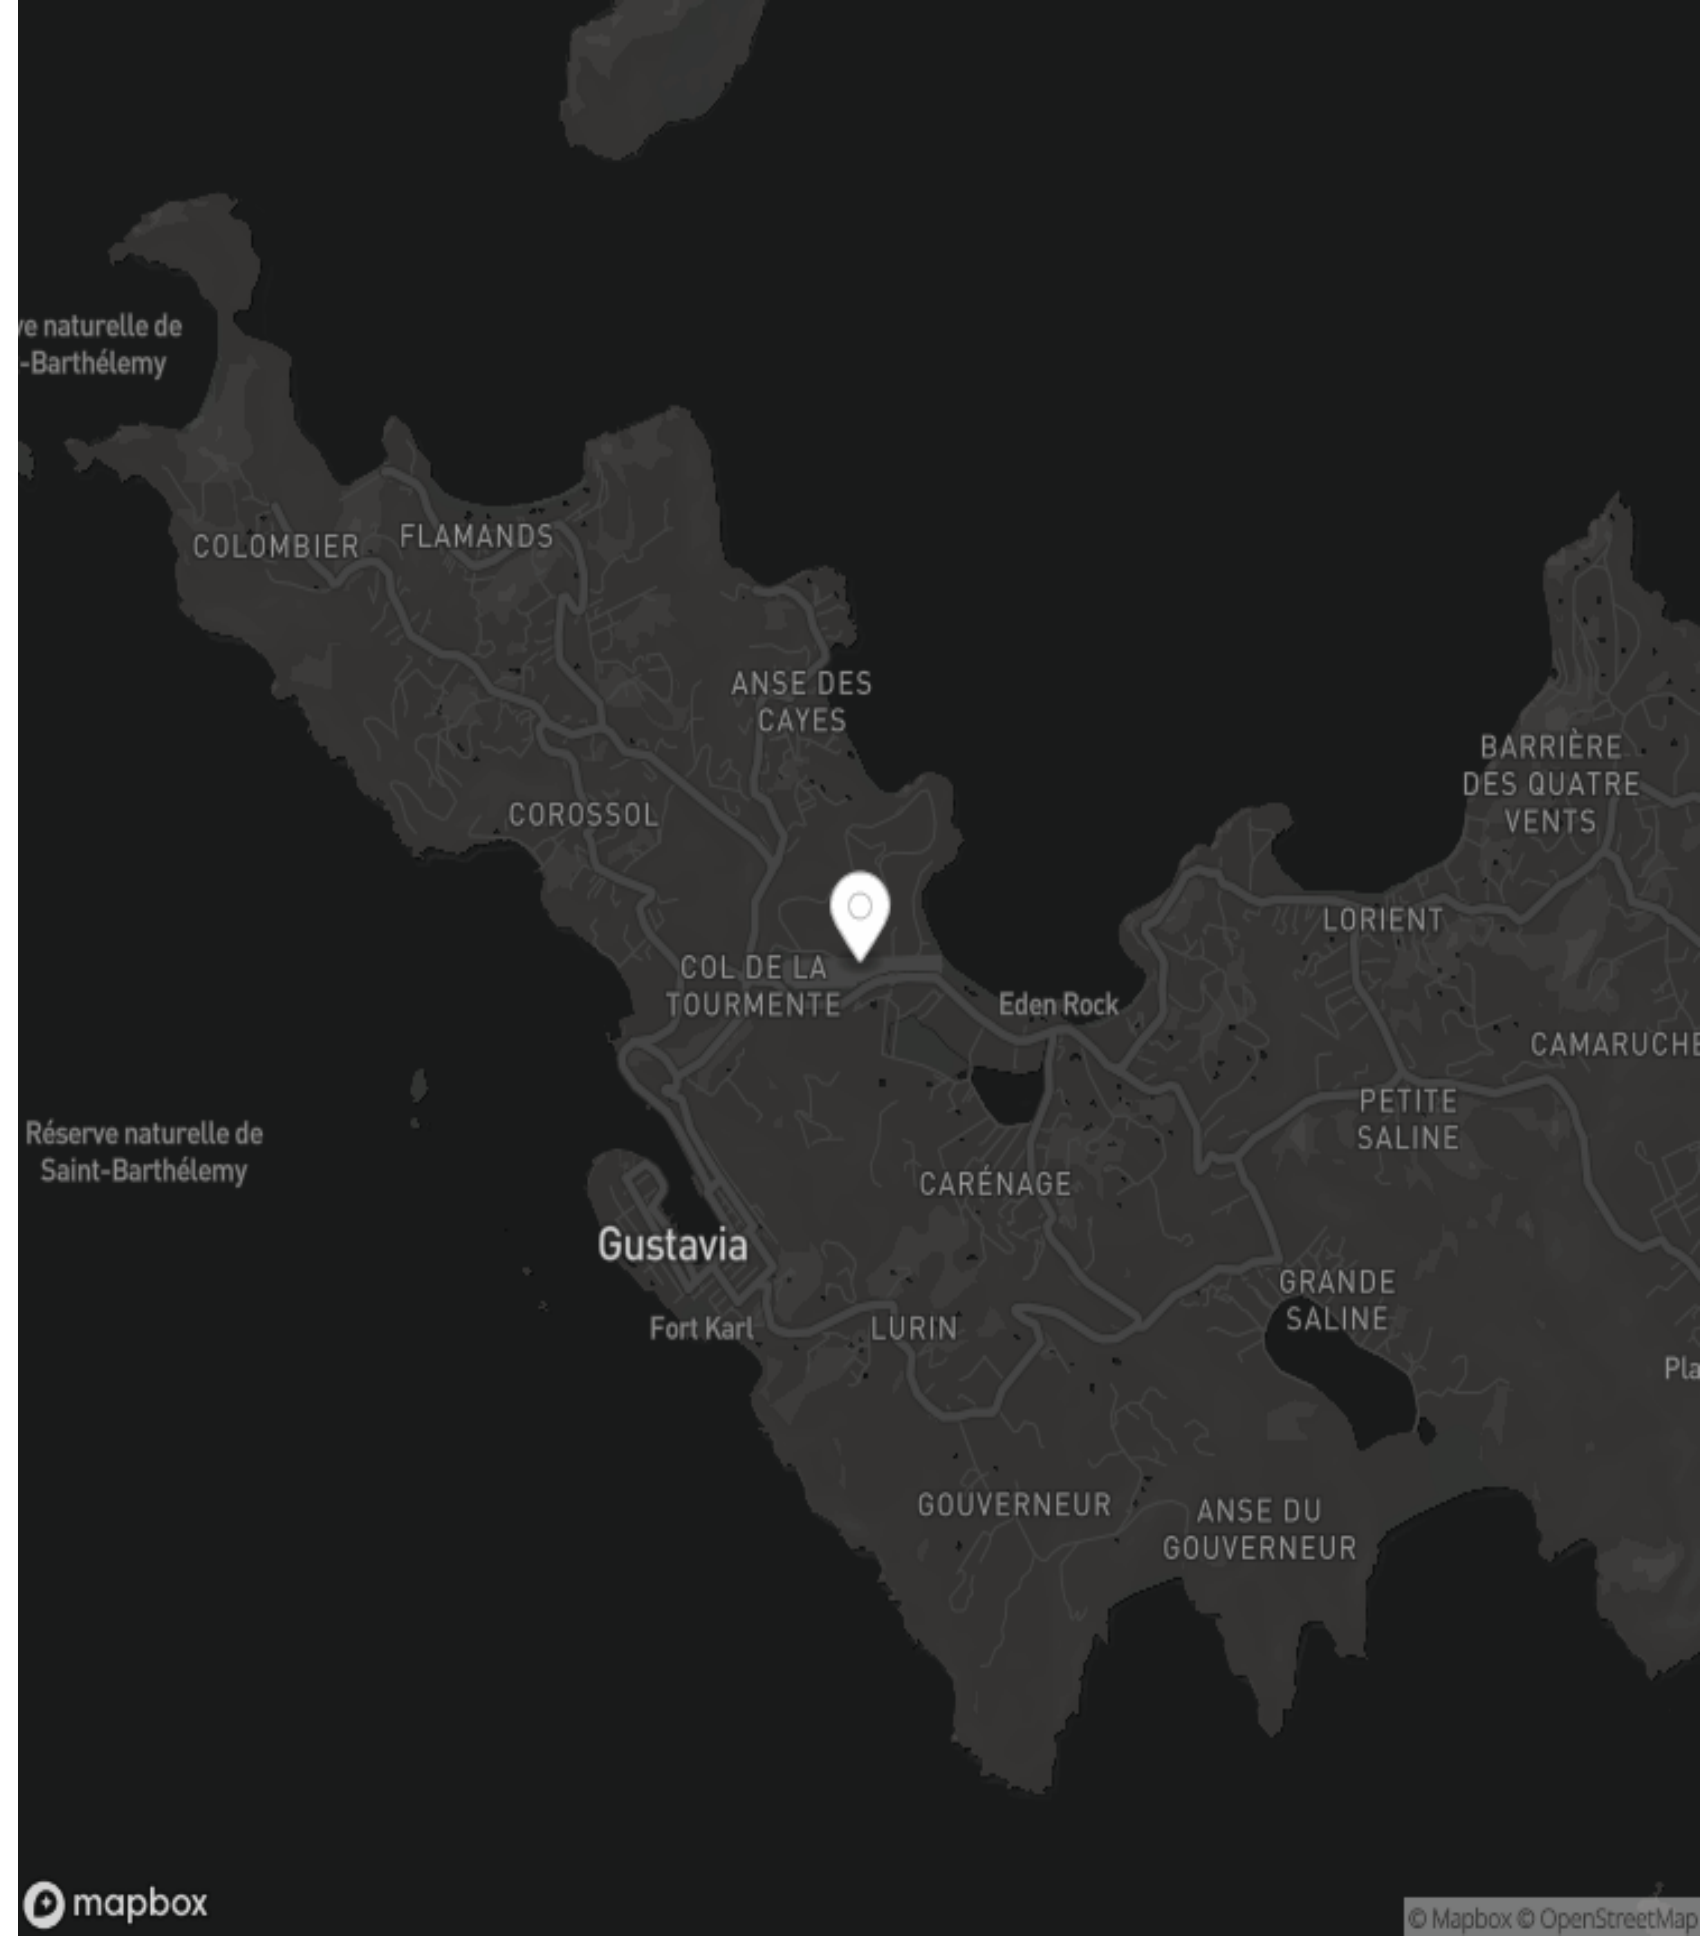 ve naturelle de
-Barthélemy
COLOMBIER
FLAMANDS
ANSE DES
CAYES
BARRIÈRE
DES QUATRE
VENTS
COROSSOL
LORIENT
COL DE LA
TOURMENTE
Eden Rock
CAMARUCHE
PETITE
SALINE
Réserve naturelle de
Saint-Barthélemy
CARÉNAGE
Gustavia
GRANDE
SALINE
Fort Karl
LURIN
Pla
GOUVERNEUR
ANSE DU
GOUVERNEUR
mapbox
© Mapbox © OpenStreetMap